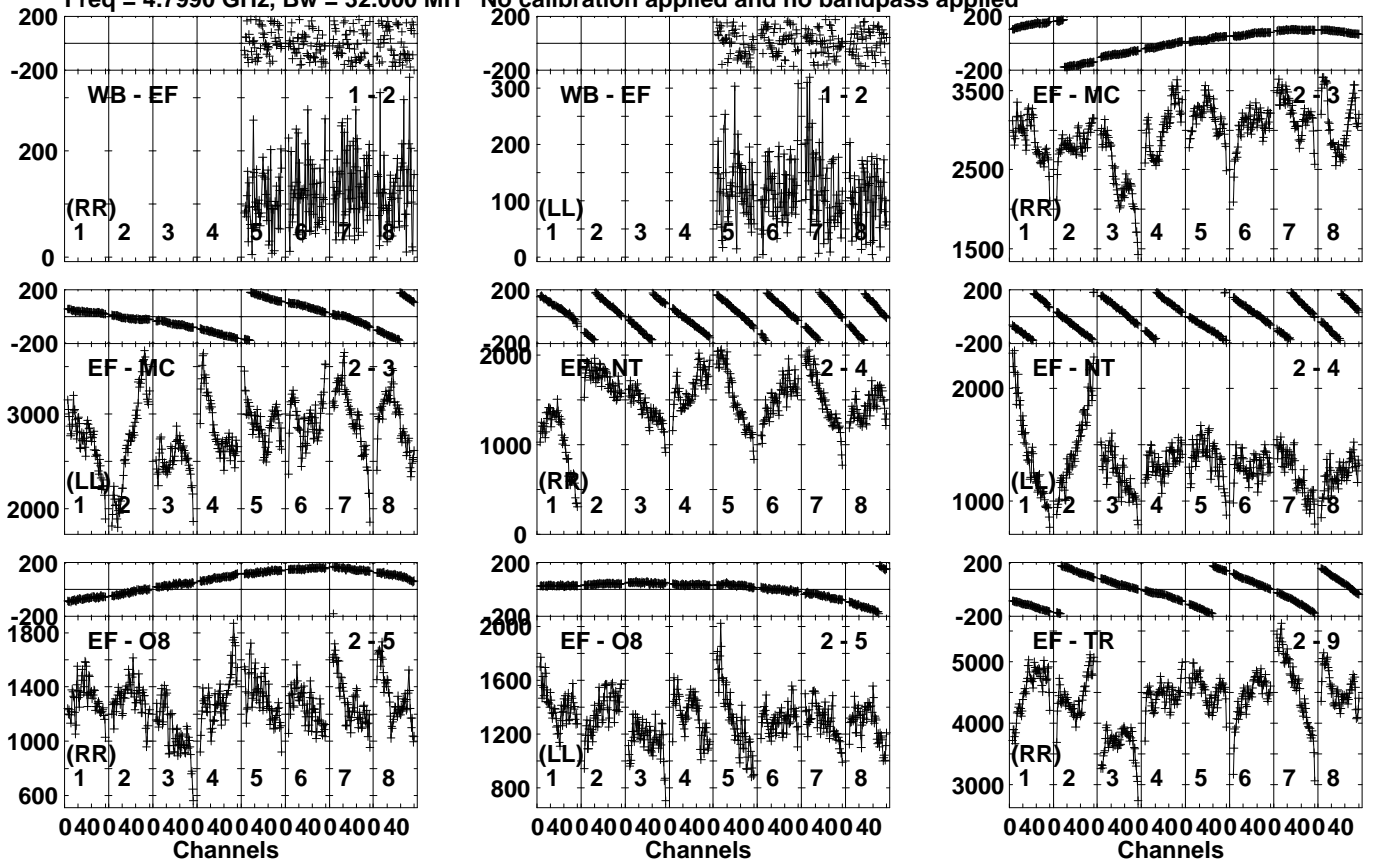 Freq = 4.7990 GHz, Bw = 32.000 MH No calibration applied and no bandpass applied
200
-200
WB - EF 1 - 2
200
0
(RR)
1 2 3 4 5 6 7 8
200
-200
WB - EF 1 - 2
300
200
100
0
(LL)
1 2 3 4 5 6 7 8
200
-200
EF - MC 2 - 3
3500
2500
1500
(RR)
1 2 3 4 5 6 7 8
200
-200
EF - MC 2 - 3
3000
2000
(LL)
1 2 3 4 5 6 7 8
200
-200
EF - NT 2 - 4
2000
1000
0
(RR)
1 2 3 4 5 6 7 8
200
-200
EF - NT 2 - 4
2000
1000
(LL)
1 2 3 4 5 6 7 8
200
-200
EF - O8 2 - 5
1800
1400
1000
600
(RR)
1 2 3 4 5 6 7 8
0 40 0 40 0 40 0 40 0 40 0 40 0 40 0 40
Channels
200
-200
EF - O8 2 - 5
2000
1600
1200
800
(LL)
1 2 3 4 5 6 7 8
0 40 0 40 0 40 0 40 0 40 0 40 0 40 0 40
Channels
200
-200
EF - TR 2 - 9
5000
4000
3000
(RR)
1 2 3 4 5 6 7 8
0 40 0 40 0 40 0 40 0 40 0 40 0 40 0 40
Channels